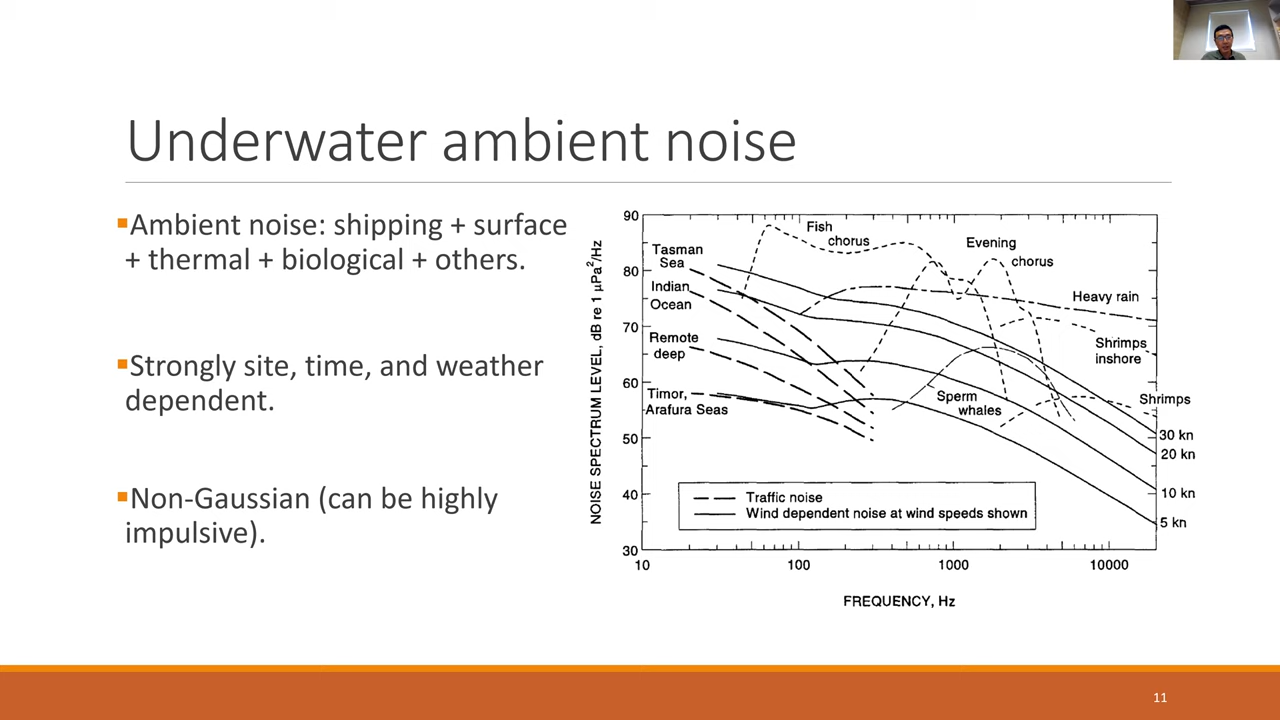 Underwater ambient noise
▪Ambient noise: shipping + surface
+ thermal + biological + others.
▪Strongly site, time, and weather
dependent.
▪Non-Gaussian (can be highly
impulsive).
NOISE SPECTRUM LEVEL, dB re 1 µPa²/Hz
90
80
70
60
50
40
30
Tasman
Sea
Indian
Ocean
Remote
deep
Timor,
Arafura Seas
Fish
chorus
Evening
chorus
Heavy rain
Shrimps
inshore
Sperm
whales
Shrimps
30 kn
20 kn
10 kn
5 kn
Traffic noise
Wind dependent noise at wind speeds shown
10
100
1000
10000
FREQUENCY, Hz
11